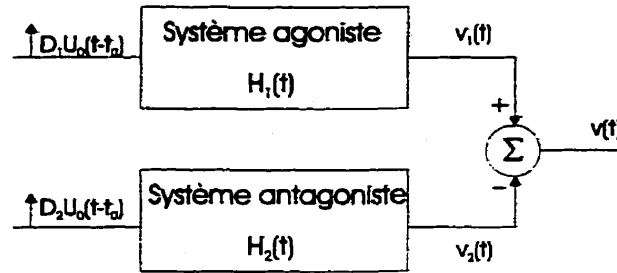 D₁U₀(t-t₀) Système agoniste v₁(t)
H₁(t)
+
Σ v(t)
-
D₂U₀(t-t₀) Système antagoniste
H₂(t) v₂(t)